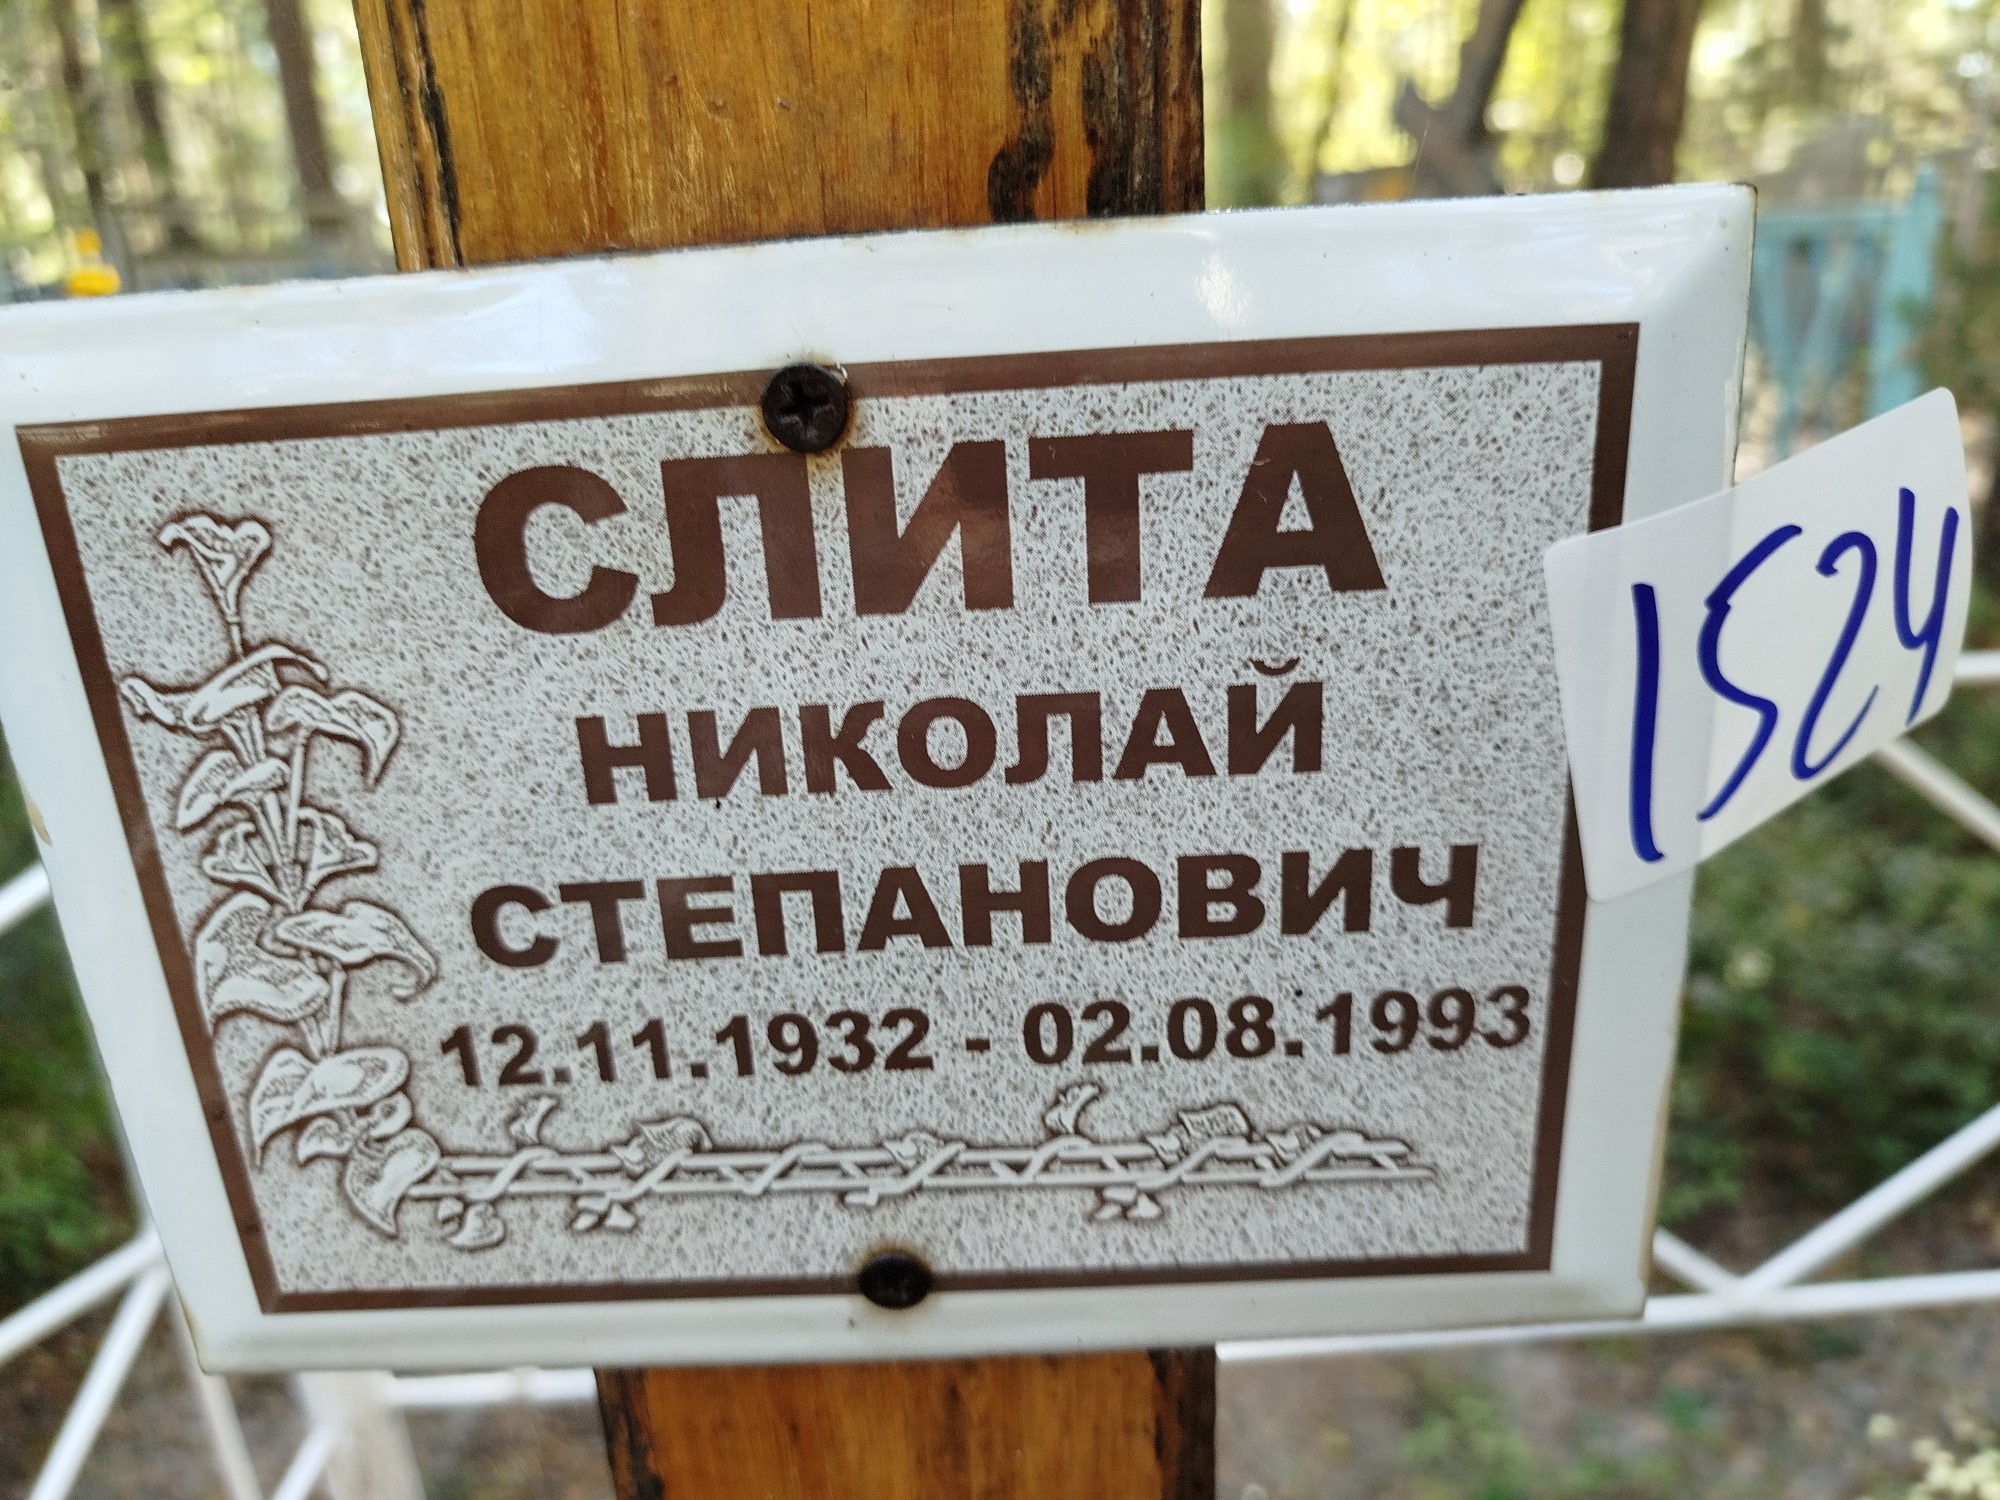 СЛИТА
НИКОЛАЙ
СТЕПАНОВИЧ
12.11.1932 - 02.08.1993
1524